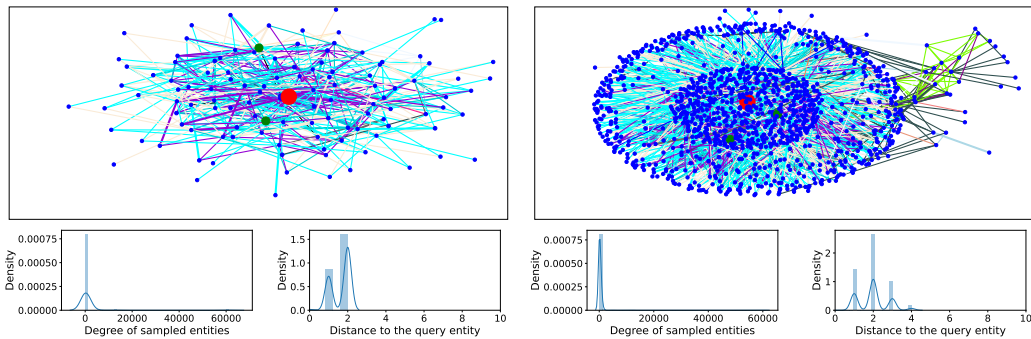 0.00075
0.00050
0.00025
0.00000
Density
0 20000 40000 60000
Degree of sampled entities
1.5
1.0
0.5
0.0
Density
0 2 4 6 8 10
Distance to the query entity
0.00075
0.00050
0.00025
0.00000
Density
0 20000 40000 60000
Degree of sampled entities
2
1
0
Density
0 2 4 6 8 10
Distance to the query entity